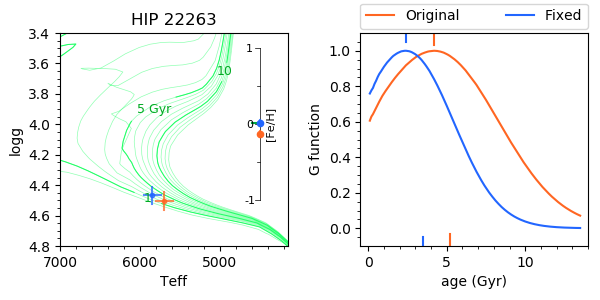 HIP 22263
Original
Fixed
3.4
3.6
3.8
4.0
4.2
4.4
4.6
4.8
logg
7000
6000
5000
Teff
5 Gyr
10
1
1
0
-1
[Fe/H]
1.0
0.8
0.6
0.4
0.2
0.0
G function
0
5
10
age (Gyr)